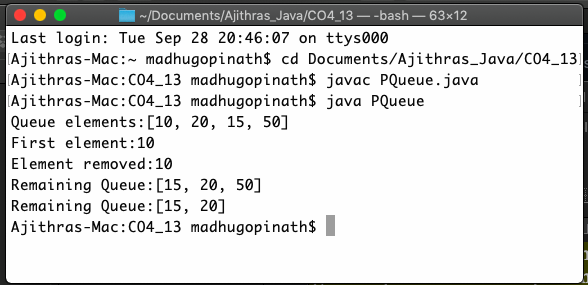 ~/Documents/Ajithras_Java/CO4_13 — -bash — 63×12
Last login: Tue Sep 28 20:46:07 on ttys000
[Ajithras-Mac:~ madhugopinath$ cd Documents/Ajithras_Java/CO4_13]
[Ajithras-Mac:CO4_13 madhugopinath$ javac PQueue.java ]
[Ajithras-Mac:CO4_13 madhugopinath$ java PQueue ]
Queue elements:[10, 20, 15, 50]
First element:10
Element removed:10
Remaining Queue:[15, 20, 50]
Remaining Queue:[15, 20]
Ajithras-Mac:CO4_13 madhugopinath$